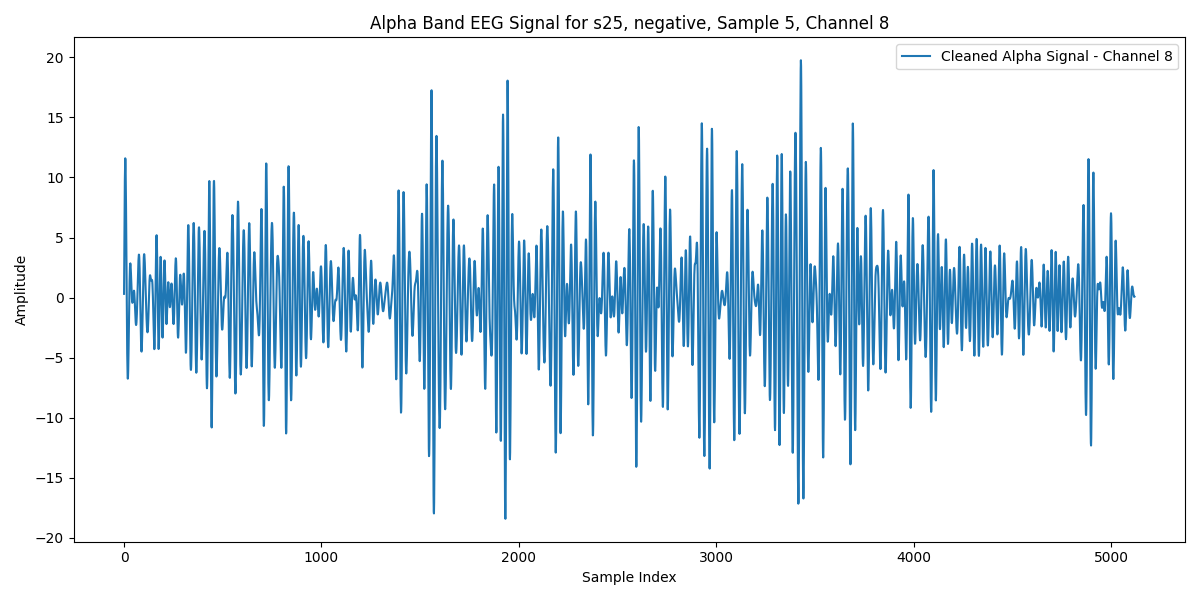 Alpha Band EEG Signal for s25, negative, Sample 5, Channel 8
Cleaned Alpha Signal - Channel 8
Amplitude
20
15
10
5
0
−5
−10
−15
−20
0 1000 2000 3000 4000 5000
Sample Index